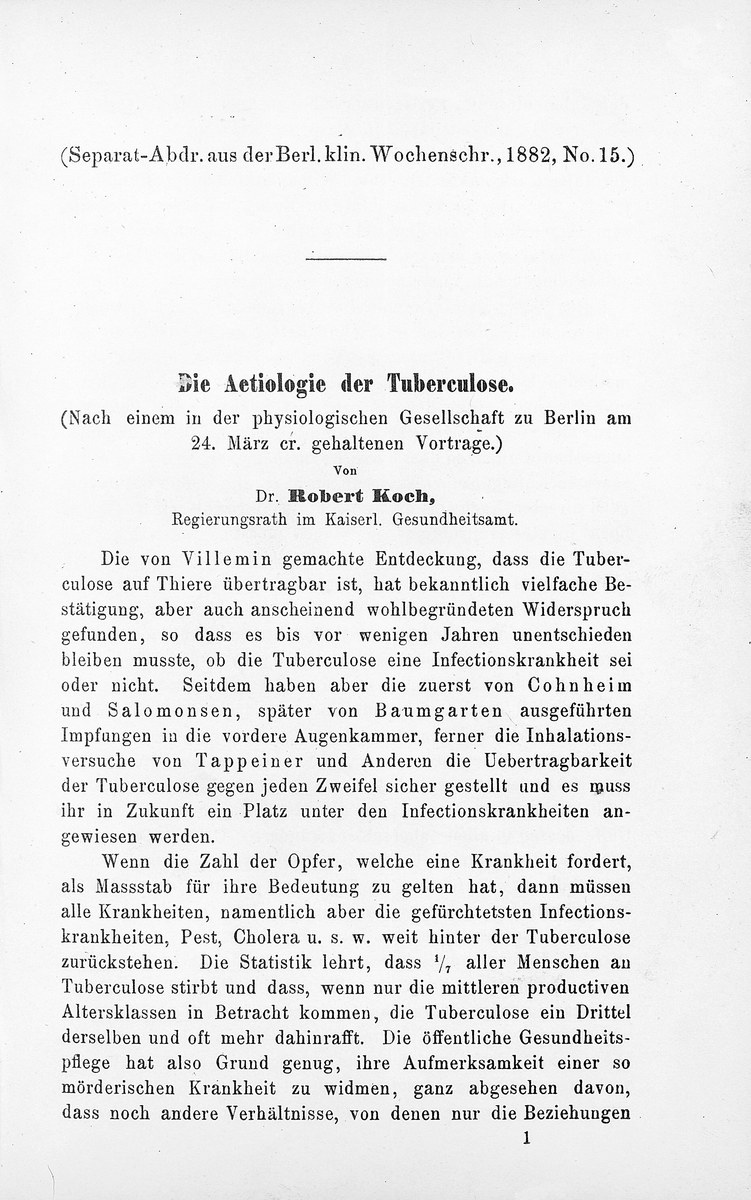 (Separat-Abdr. aus der Berl. klin. Wochenschr., 1882, No. 15.)
Die Aetiologie der Tuberculose.
(Nach einem in der physiologischen Gesellschaft zu Berlin am
24. März cr. gehaltenen Vortrage.)
Von
Dr. Robert Koch,
Regierungsrath im Kaiserl. Gesundheitsamt.
Die von Villemin gemachte Entdeckung, dass die Tuber-
culose auf Thiere übertragbar ist, hat bekanntlich vielfache Be-
stätigung, aber auch anscheinend wohlbegründeten Widerspruch
gefunden, so dass es bis vor wenigen Jahren unentschieden
bleiben musste, ob die Tuberculose eine Infectionskrankheit sei
oder nicht. Seitdem haben aber die zuerst von Cohnheim
und Salomonsen, später von Baumgarten ausgeführten
Impfungen in die vordere Augenkammer, ferner die Inhalations-
versuche von Tappeiner und Anderen die Uebertragbarkeit
der Tuberculose gegen jeden Zweifel sicher gestellt und es muss
ihr in Zukunft ein Platz unter den Infectionskrankheiten an-
gewiesen werden.
Wenn die Zahl der Opfer, welche eine Krankheit fordert,
als Massstab für ihre Bedeutung zu gelten hat, dann müssen
alle Krankheiten, namentlich aber die gefürchtetsten Infections-
krankheiten, Pest, Cholera u. s. w. weit hinter der Tuberculose
zurückstehen. Die Statistik lehrt, dass 1/7 aller Menschen an
Tuberculose stirbt und dass, wenn nur die mittleren productiven
Altersklassen in Betracht kommen, die Tuberculose ein Drittel
derselben und oft mehr dahinrafft. Die öffentliche Gesundheits-
pflege hat also Grund genug, ihre Aufmerksamkeit einer so
mörderischen Krankheit zu widmen, ganz abgesehen davon,
dass noch andere Verhältnisse, von denen nur die Beziehungen
1